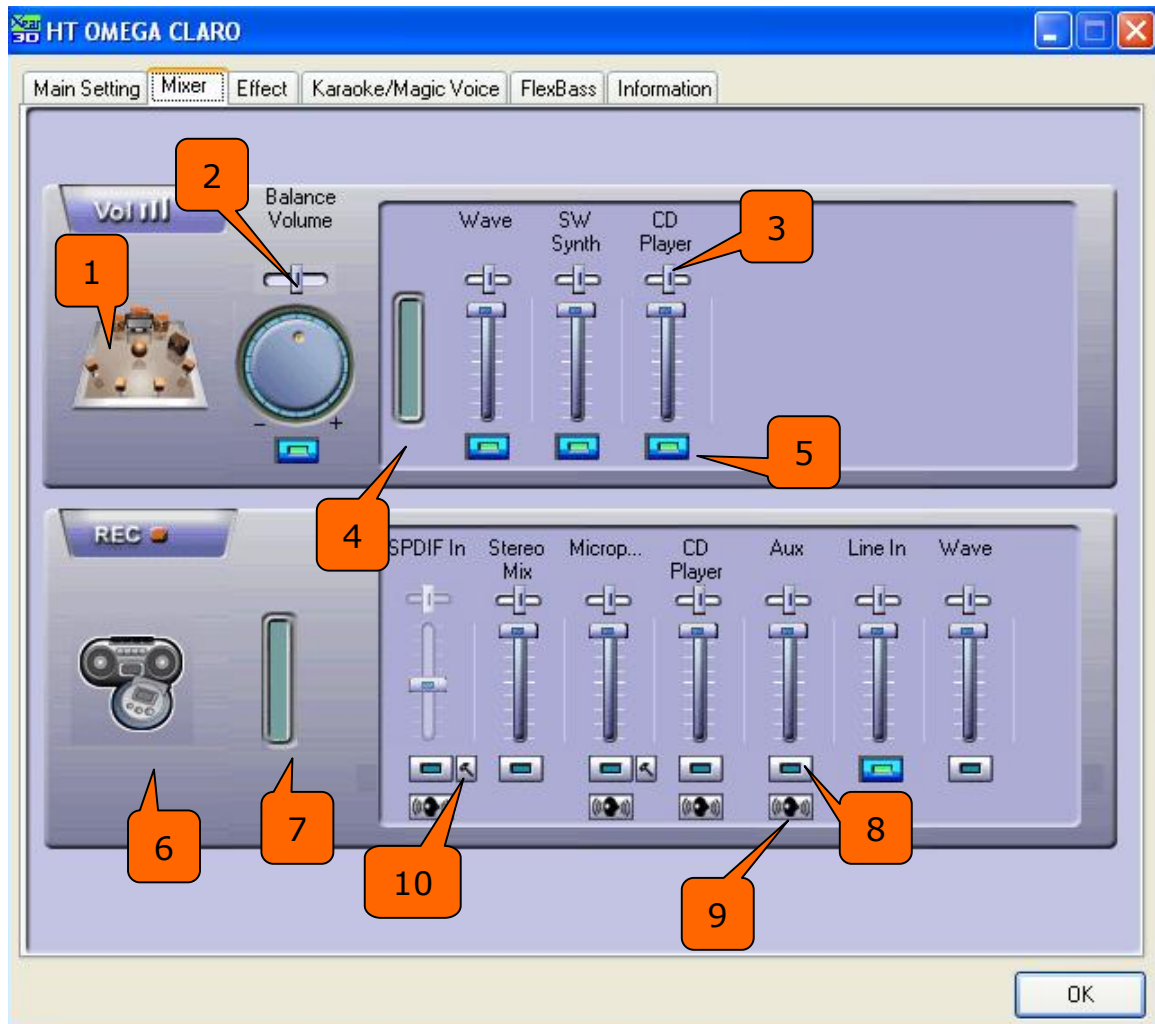 Xear
3D HT OMEGA CLARO
Main Setting Mixer Effect Karaoke/Magic Voice FlexBass Information
2
Vol
Balance
Volume
Wave
SW
Synth
CD
Player
3
1
- +
4
5
REC
SPDIF In
Stereo
Mix
Microp...
CD
Player
Aux
Line In
Wave
6
7
8
10
9
OK